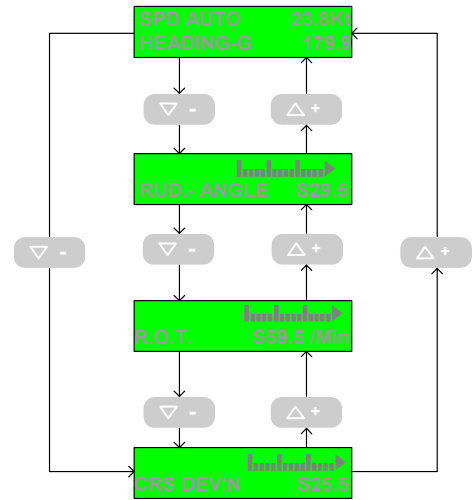 SPD AUTO 23.8Kt
HEADING-G 179.9
▽ - △ +
RUD.- ANGLE S29.5
▽ - ▽ - △ + △ +
R.O.T. S59.5 /Min
▽ - △ +
CRS DEV'N S25.5